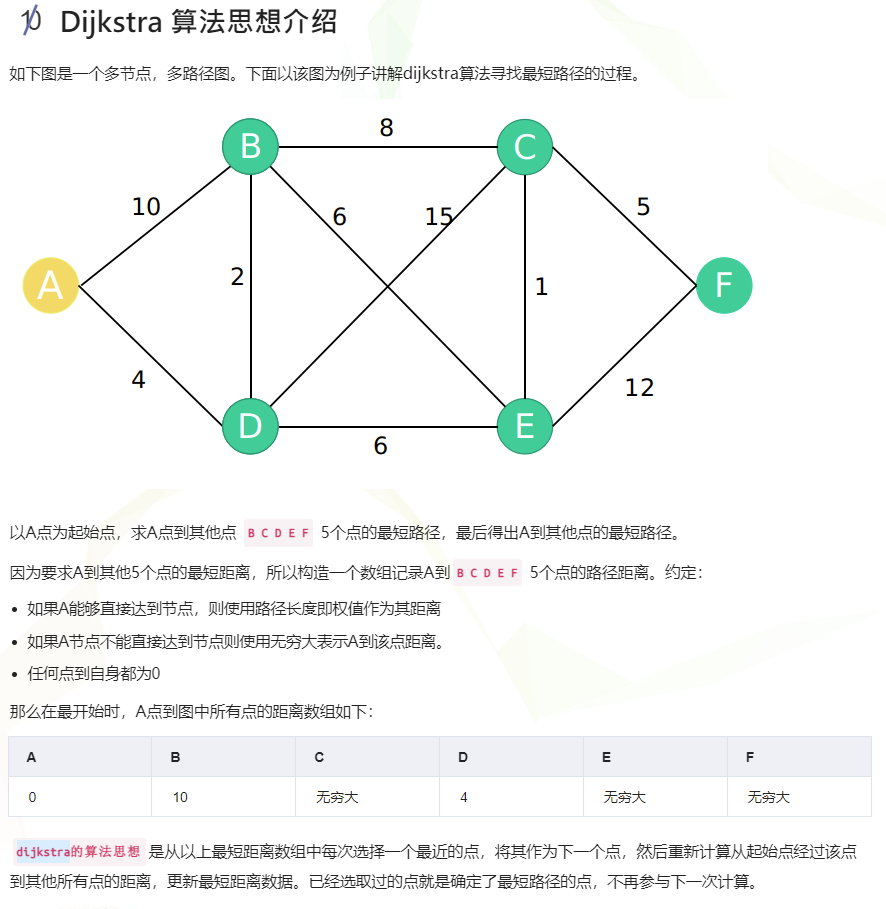 10 Dijkstra 算法思想介绍
如下图是一个多节点，多路径图。下面以该图为例子讲解dijkstra算法寻找最短路径的过程。
B 8 C
10 6 15 5
A 2 1 F
4 12
D 6 E
以A点为起始点，求A点到其他点 B C D E F 5个点的最短路径，最后得出A到其他点的最短路径。
因为要求A到其他5个点的最短距离，所以构造一个数组记录A到 B C D E F 5个点的路径距离。约定：
• 如果A能够直接达到节点，则使用路径长度即权值作为其距离
• 如果A节点不能直接达到节点则使用无穷大表示A到该点距离。
• 任何点到自身都为0
那么在最开始时，A点到图中所有点的距离数组如下：
A B C D E F
0 10 无穷大 4 无穷大 无穷大
dijkstra的算法思想 是从以上最短距离数组中每次选择一个最近的点，将其作为下一个点，然后重新计算从起始点经过该点
到其他所有点的距离，更新最短距离数据。已经选取过的点就是确定了最短路径的点，不再参与下一次计算。